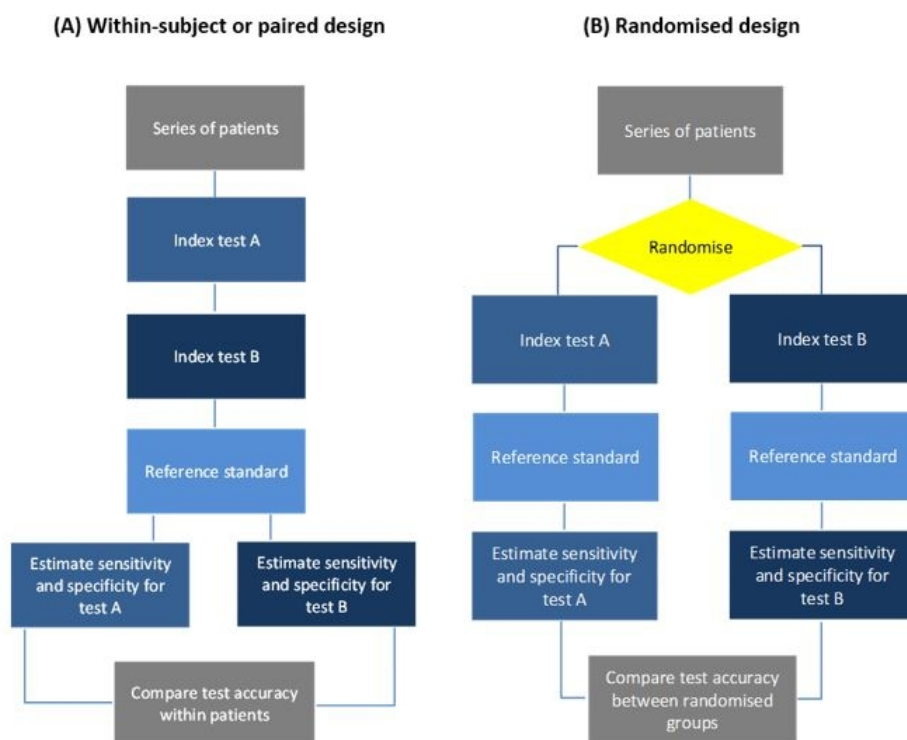 (A) Within-subject or paired design
Series of patients
Index test A
Index test B
Reference standard
Estimate sensitivity
and specificity for
test A
Estimate sensitivity
and specificity for
test B
Compare test accuracy
within patients
(B) Randomised design
Series of patients
Randomise
Index test A
Index test B
Reference standard
Reference standard
Estimate sensitivity
and specificity for
test A
Estimate sensitivity
and specificity for
test B
Compare test accuracy
between randomised
groups